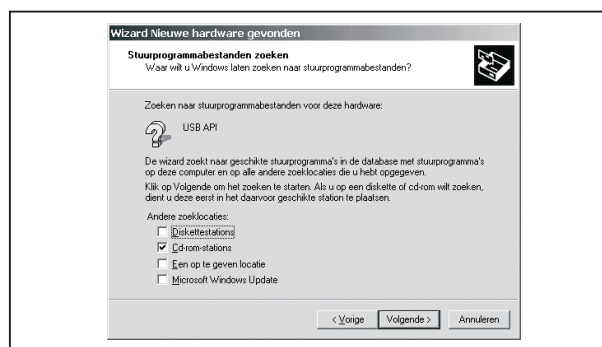 Wizard Nieuwe hardware gevonden
Stuurprogrammabestanden zoeken
Waar wilt u Windows laten zoeken naar stuurprogrammabestanden?
Zoeken naar stuurprogrammabestanden voor deze hardware:
USB API
De wizard zoekt naar geschikte stuurprogramma's in de database met stuurprogramma's
op deze computer en op alle andere zoeklocaties die u hebt opgegeven.
Klik op Volgende om het zoeken te starten. Als u op een diskette of cd-rom wilt zoeken,
dient u deze eerst in het daarvoor geschikte station te plaatsen.
Andere zoeklocaties:
Diskettestations
Cd-rom-stations
Een op te geven locatie
Microsoft Windows Update
< Vorige
Volgende >
Annuleren